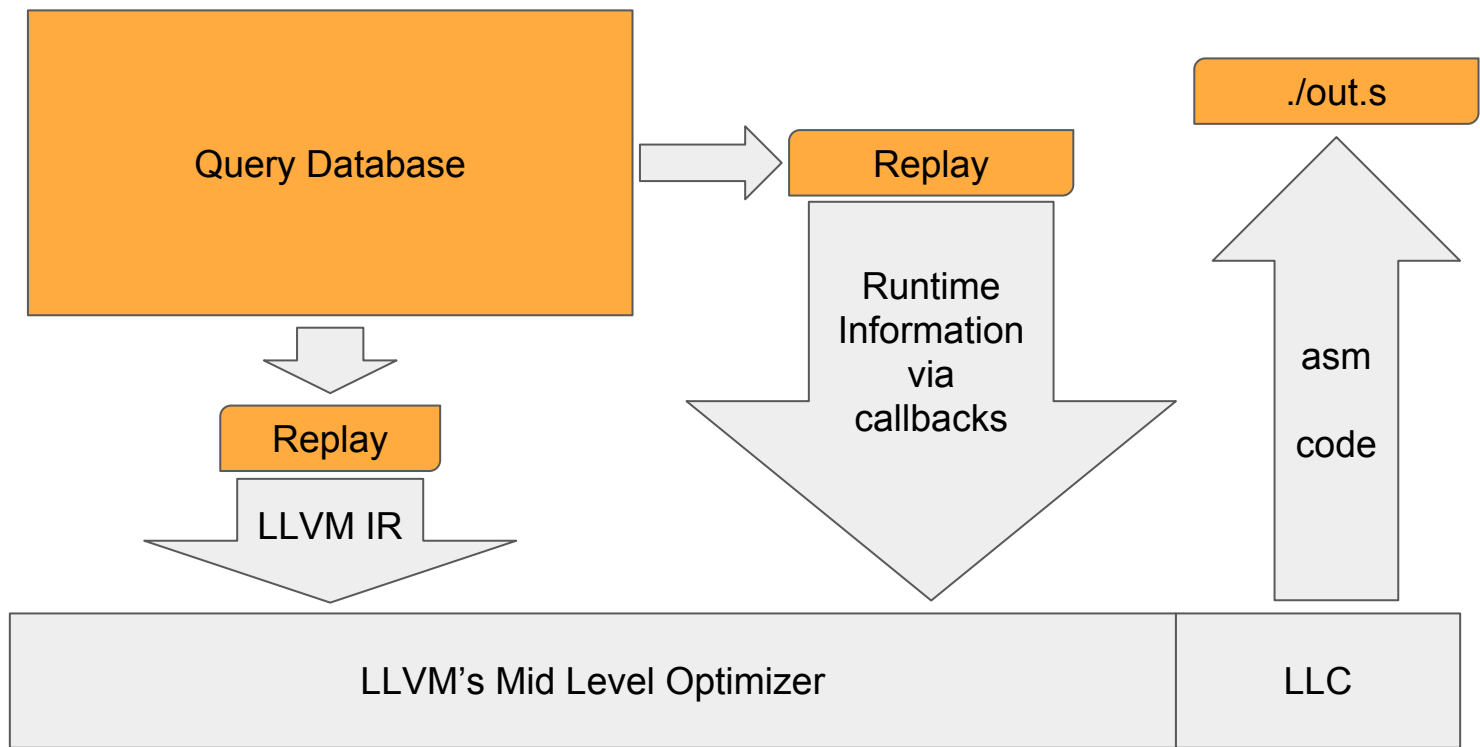 Query Database
Replay
./out.s
Runtime
Information
via
callbacks
asm
code
Replay
LLVM IR
LLVM’s Mid Level Optimizer
LLC